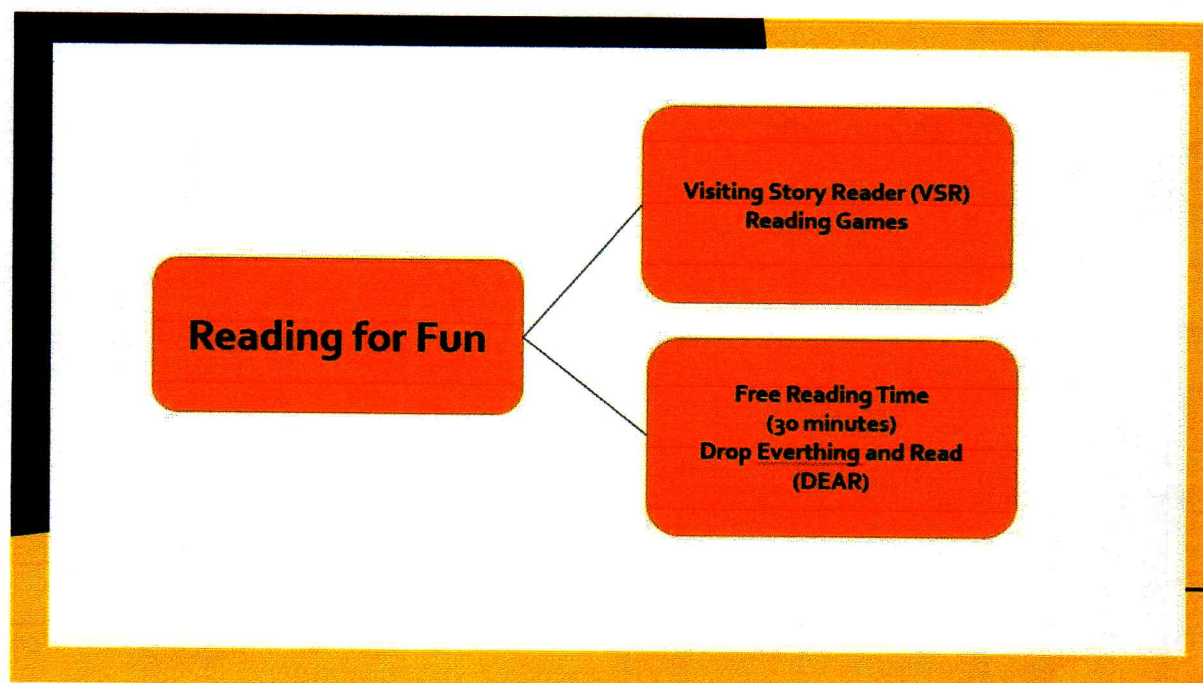 Reading for Fun
Visiting Story Reader (VSR)
Reading Games
Free Reading Time
(30 minutes)
Drop Everthing and Read
(DEAR)